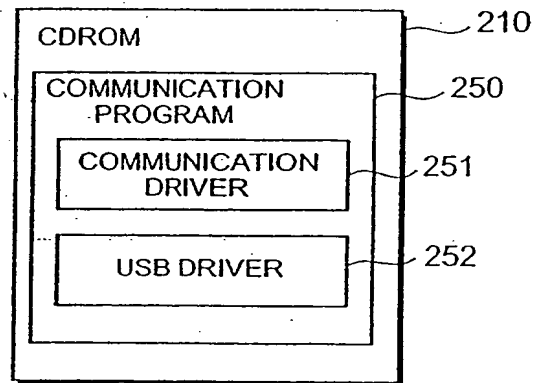 CDROM
210
COMMUNICATION
PROGRAM
250
COMMUNICATION
DRIVER
251
USB DRIVER
252